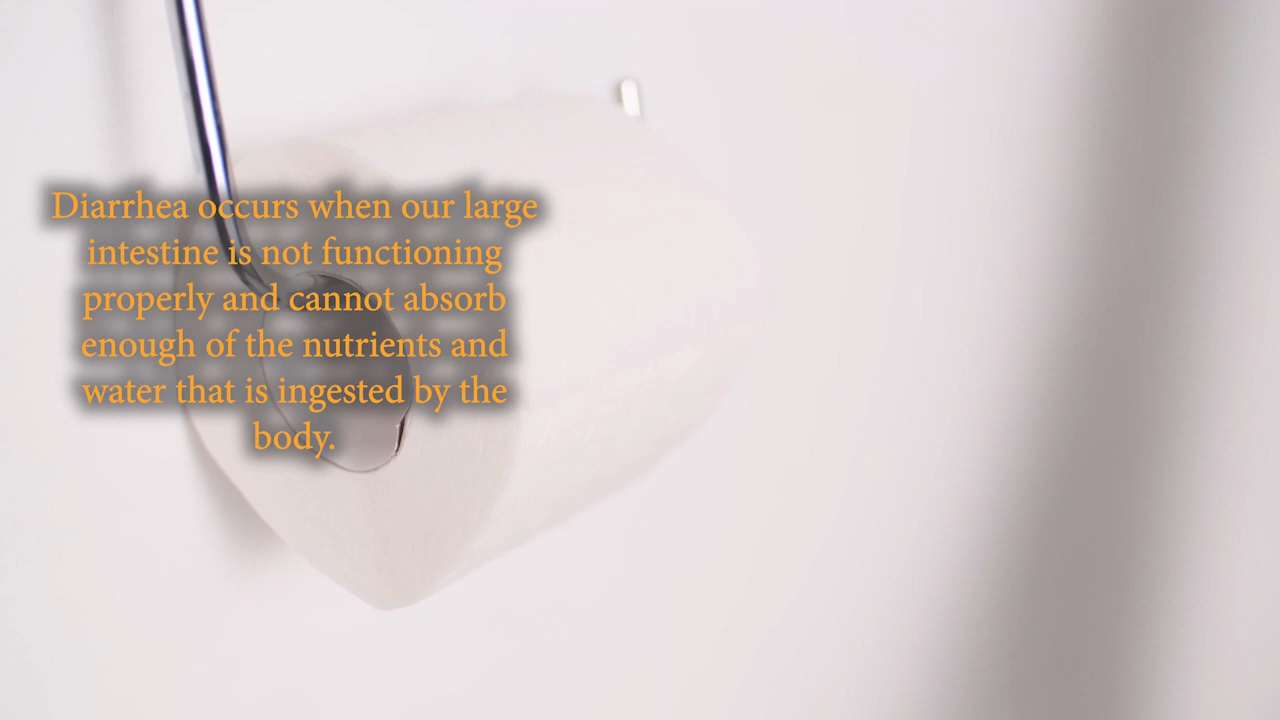 Diarrhea occurs when our large
intestine is not functioning
properly and cannot absorb
enough of the nutrients and
water that is ingested by the
body.